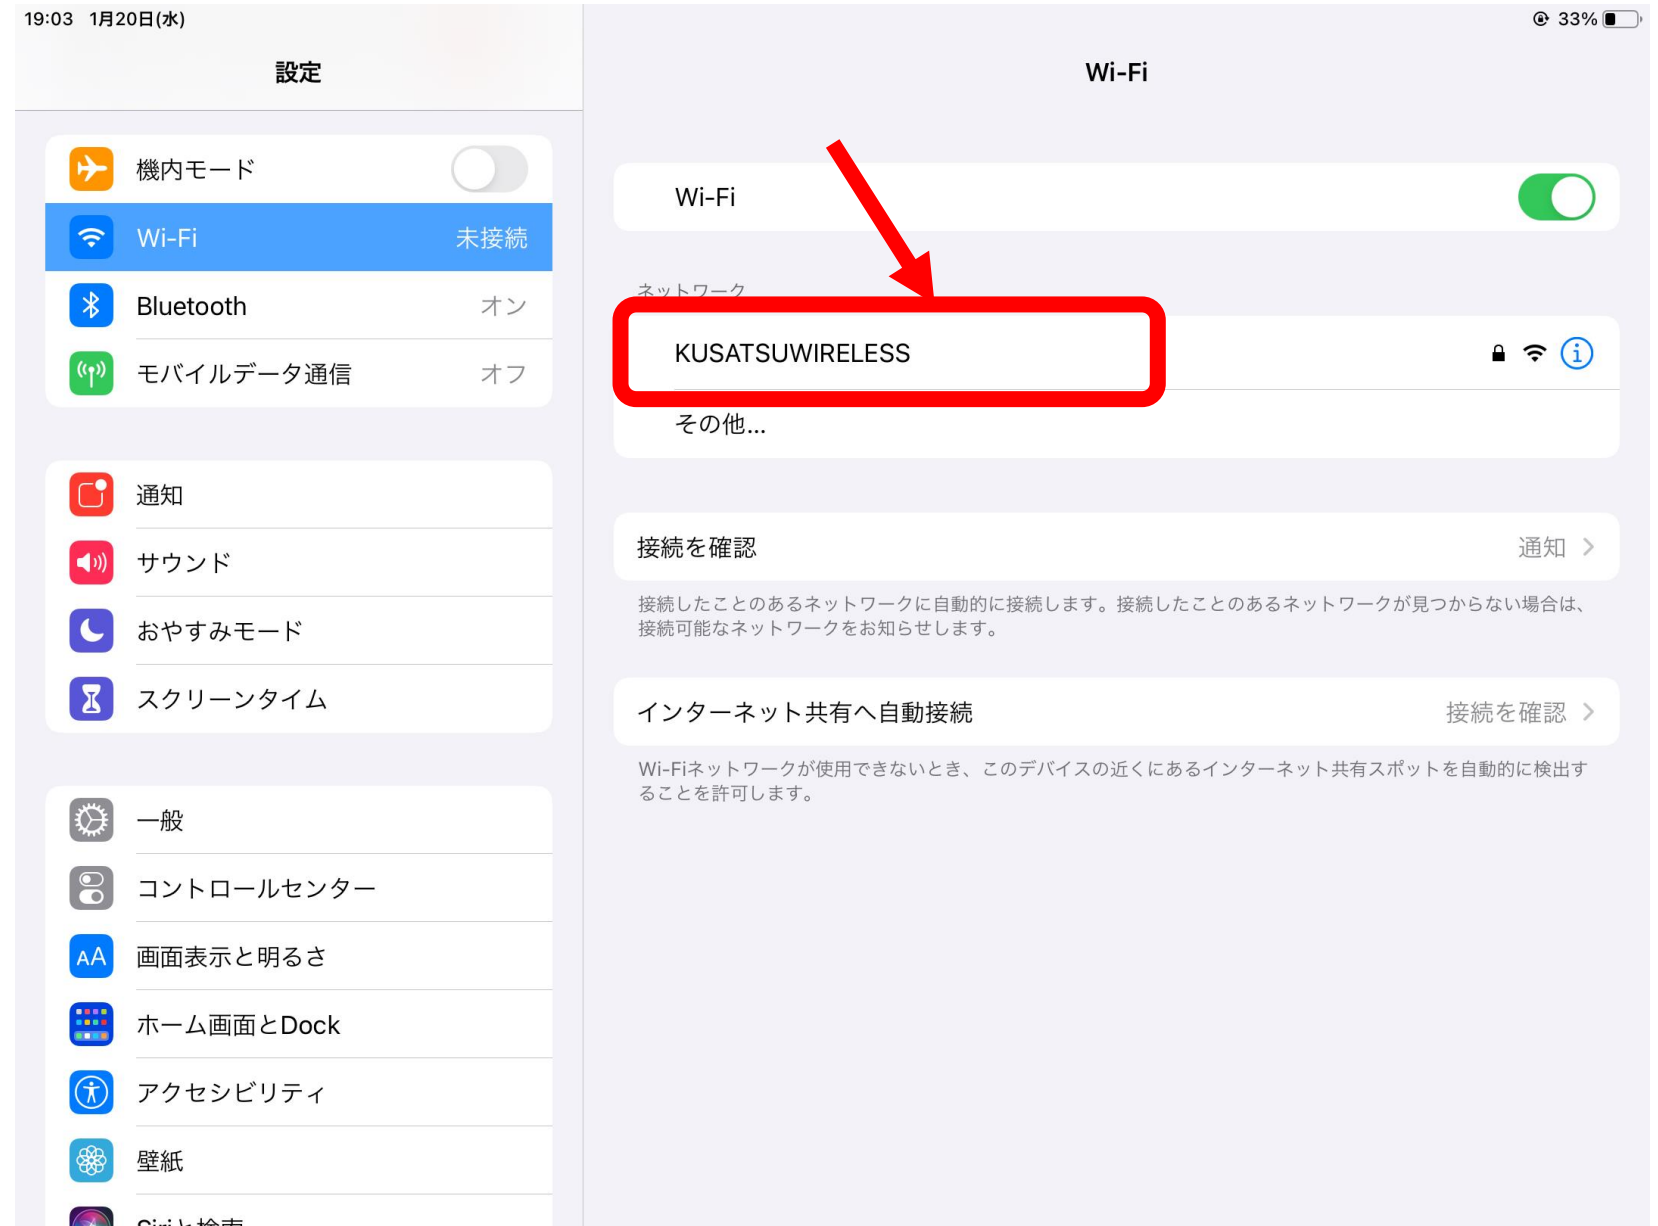 19:03 1月20日(水)
33%
設定
機内モード
Wi-Fi 未接続
Bluetooth オン
モバイルデータ通信 オフ
通知
サウンド
おやすみモード
スクリーンタイム
一般
コントロールセンター
AA 画面表示と明るさ
ホーム画面とDock
アクセシビリティ
壁紙
Siriと検索
Wi-Fi
Wi-Fi
ネットワーク
KUSATSUWIRELESS
その他...
接続を確認 通知
接続したことのあるネットワークに自動的に接続します。接続したことのあるネットワークが見つからない場合は、
接続可能なネットワークをお知らせします。
インターネット共有へ自動接続 接続を確認
Wi-Fiネットワークが使用できないとき、このデバイスの近くにあるインターネット共有スポットを自動的に検出す
ることを許可します。